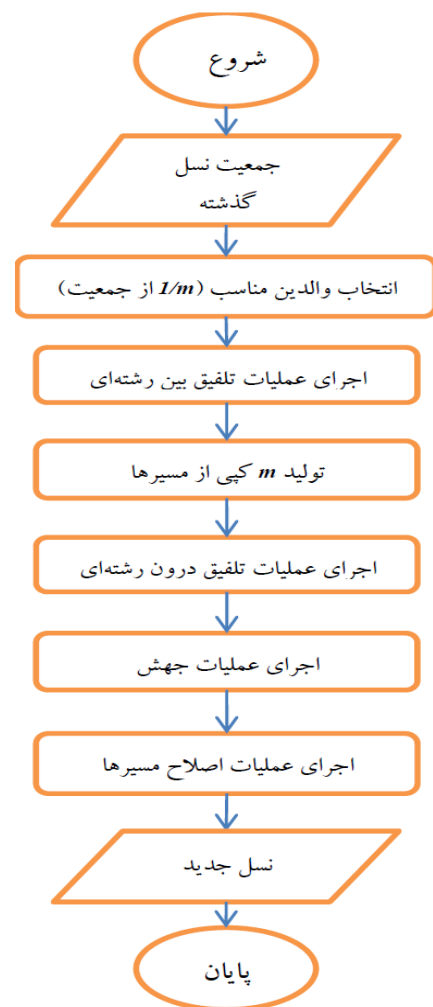 شروع
جمعیت نسل
گذشته
انتخاب والدین مناسب (1/m از جمعیت)
اجرای عملیات تلفیق بین رشته‌ای
تولید m کپی از مسیرها
اجرای عملیات تلفیق درون رشته‌ای
اجرای عملیات جهش
اجرای عملیات اصلاح مسیرها
نسل جدید
پایان